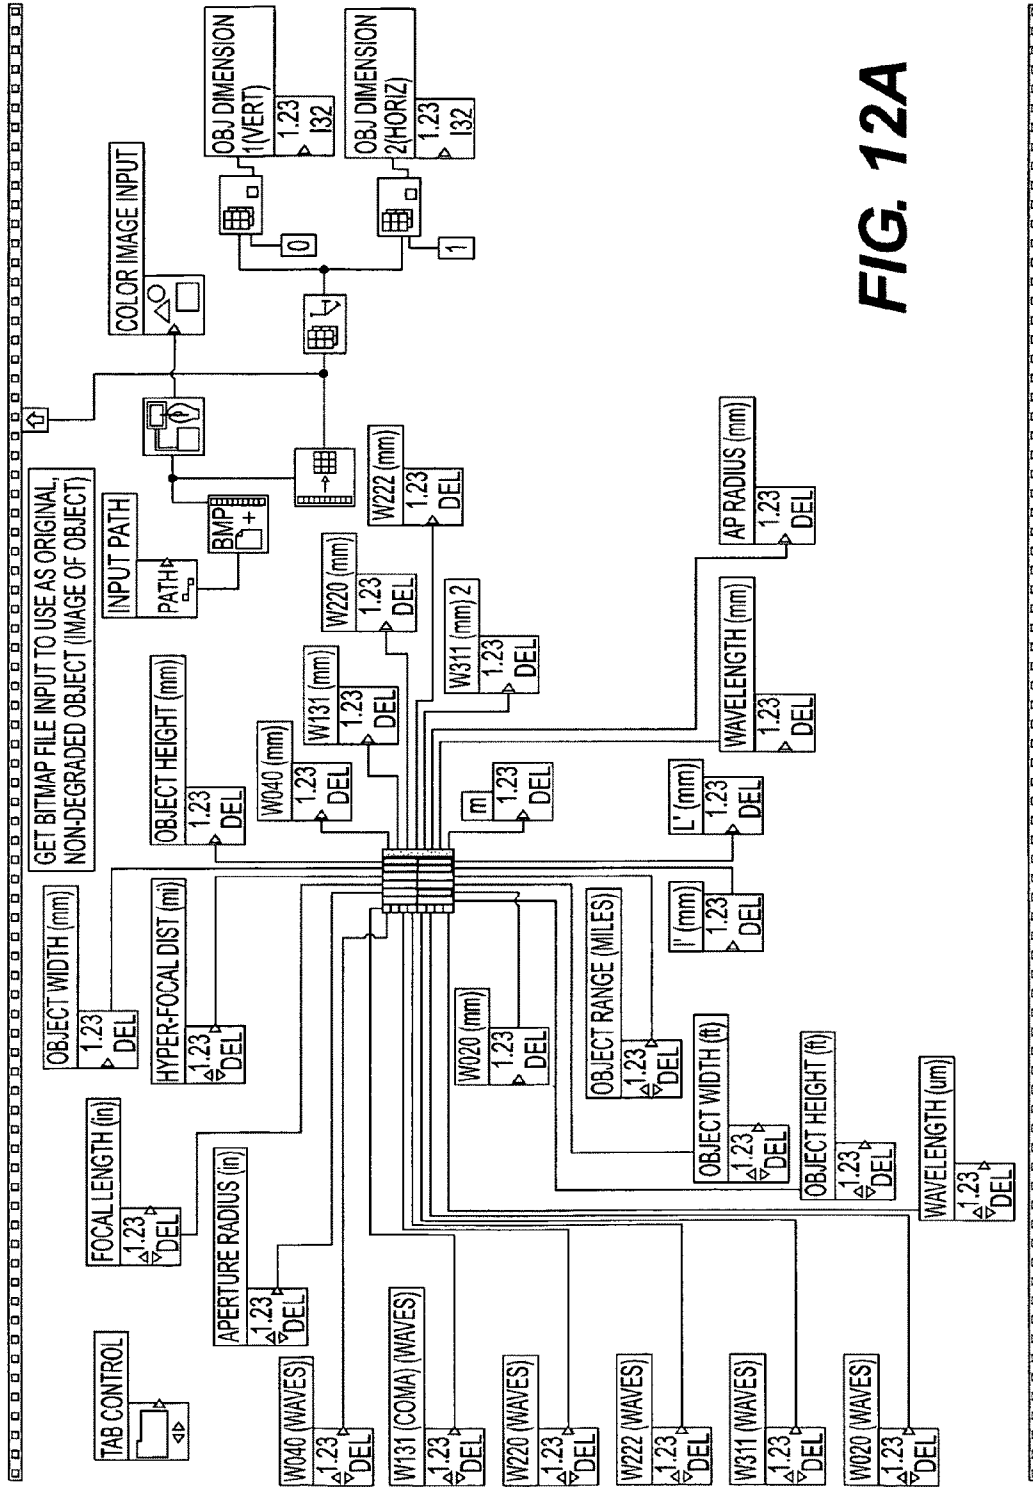 TAB CONTROL
FOCAL LENGTH (in)
1.23
DEL
APERTURE RADIUS (in)
1.23
DEL
W040 (WAVES)
1.23
DEL
W131 (COMA) (WAVES)
1.23
DEL
W220 (WAVES)
1.23
DEL
W222 (WAVES)
1.23
DEL
W311 (WAVES)
1.23
DEL
W020 (WAVES)
1.23
DEL
OBJECT WIDTH (mm)
1.23
DEL
HYPER-FOCAL DIST (mi)
1.23
DEL
W020 (mm)
1.23
DEL
OBJECT RANGE (MILES)
1.23
DEL
OBJECT WIDTH (ft)
1.23
DEL
OBJECT HEIGHT (ft)
1.23
DEL
WAVELENGTH (um)
1.23
DEL
GET BITMAP FILE INPUT TO USE AS ORIGINAL,
NON-DEGRADED OBJECT (IMAGE OF OBJECT)
OBJECT HEIGHT (mm)
1.23
DEL
W040 (mm)
1.23
DEL
W131 (mm)
1.23
DEL
W220 (mm)
1.23
DEL
W222 (mm)
1.23
DEL
W311 (mm) 2
1.23
DEL
m
1.23
DEL
l' (mm)
1.23
DEL
L' (mm)
1.23
DEL
WAVELENGTH (mm)
1.23
DEL
AP RADIUS (mm)
1.23
DEL
INPUT PATH
PATH
BMP
COLOR IMAGE INPUT
0
1
OBJ DIMENSION
1(VERT)
1.23
I32
OBJ DIMENSION
2(HORIZ)
1.23
I32
FIG. 12A